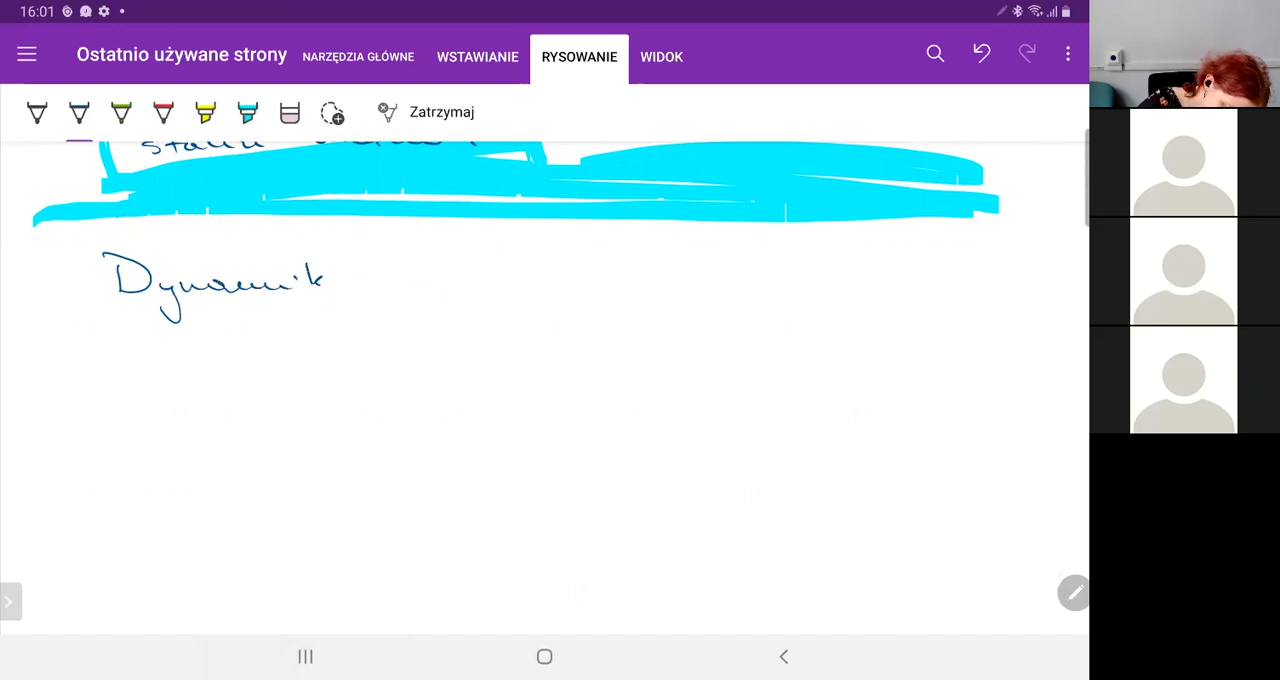 16:01
Ostatnio używane strony NARZĘDZIA GŁÓWNE WSTAWIANIE RYSOWANIE WIDOK
Zatrzymaj
Dynamik